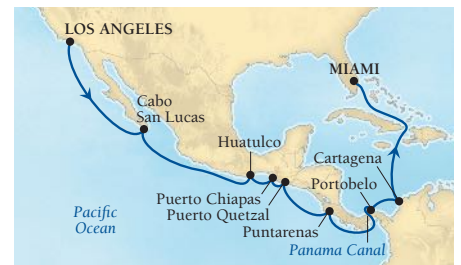 LOS ANGELES
MIAMI
Cabo
San Lucas
Huatulco
Cartagena
Puerto Chiapas
Portobelo
Puerto Quetzal
Pacific
Ocean
Puntarenas
Panama Canal